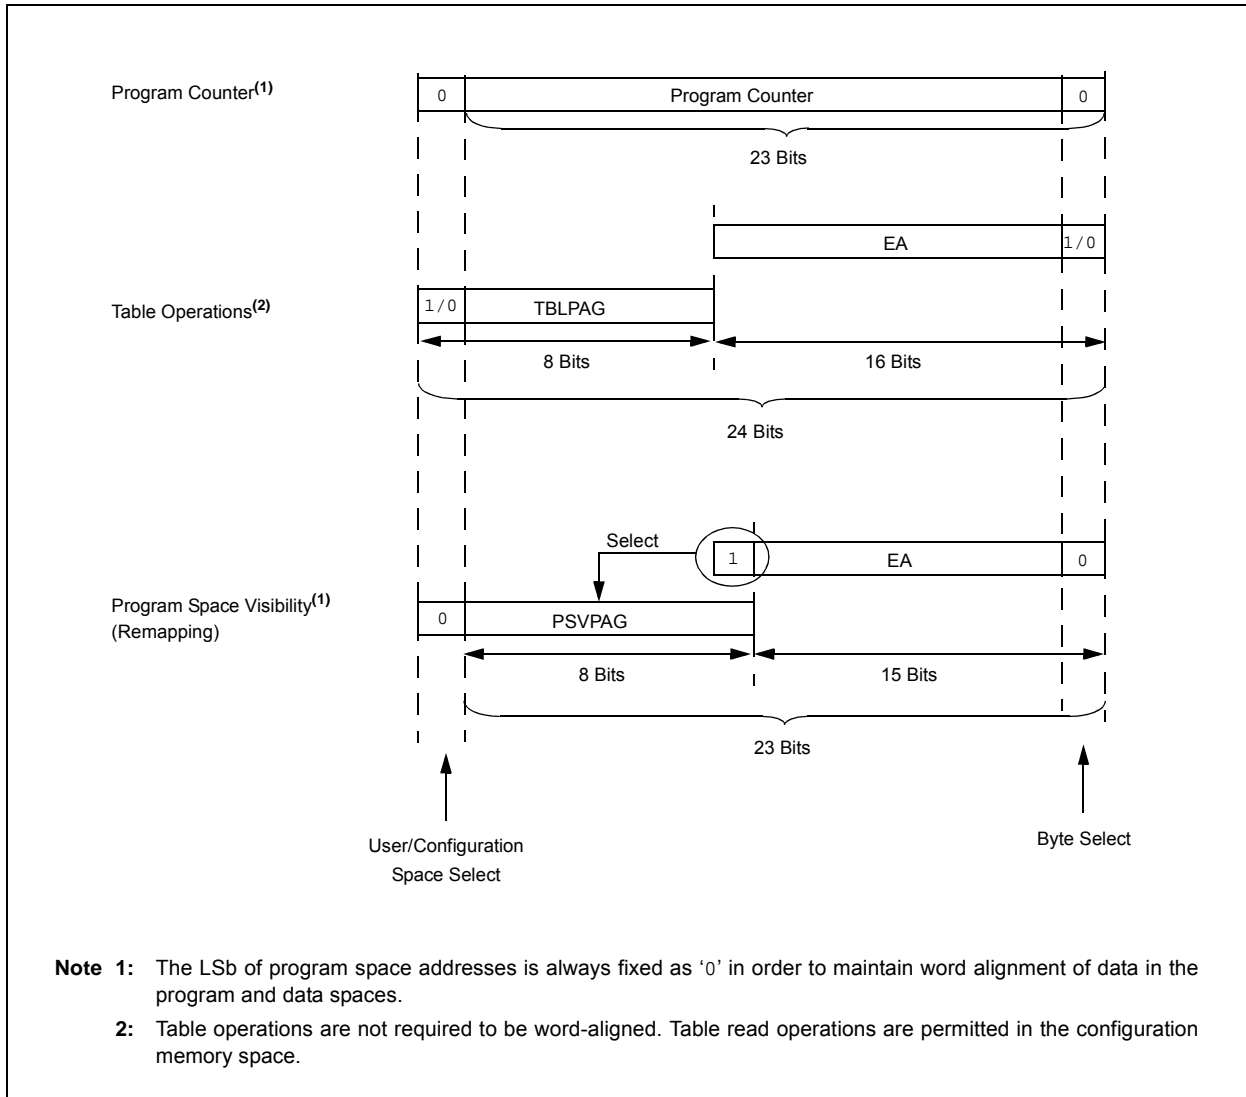 Program Counter(1)
0
Program Counter
0
23 Bits
EA
1/0
Table Operations(2)
1/0
TBLPAG
8 Bits
16 Bits
24 Bits
Select
1
EA
0
Program Space Visibility(1)
(Remapping)
0
PSVPAG
8 Bits
15 Bits
23 Bits
User/Configuration
Space Select
Byte Select
Note 1: The LSb of program space addresses is always fixed as ‘0’ in order to maintain word alignment of data in the
program and data spaces.
2: Table operations are not required to be word-aligned. Table read operations are permitted in the configuration
memory space.